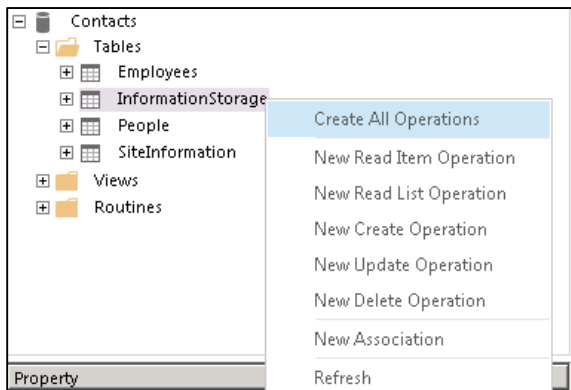 Contacts
Tables
Employees
InformationStorage
People
SiteInformation
Views
Routines
Create All Operations
New Read Item Operation
New Read List Operation
New Create Operation
New Update Operation
New Delete Operation
New Association
Refresh
Property